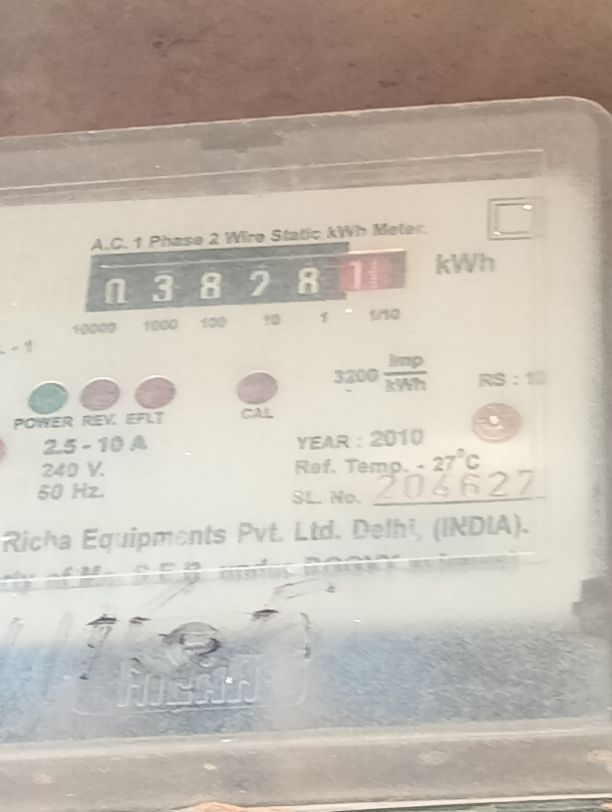 A.C. 1 Phase 2 Wire Static kWh Meter.
0 3 8 2 8 1 kWh
10000 1000 100 10 1 1/10
3200 Imp/kWh RS :
POWER REV. EFLT CAL
2.5 - 10 A YEAR : 2010
240 V. Ref. Temp. - 27°C
50 Hz. SL. No. 204627
Richa Equipments Pvt. Ltd. Delhi, (INDIA).